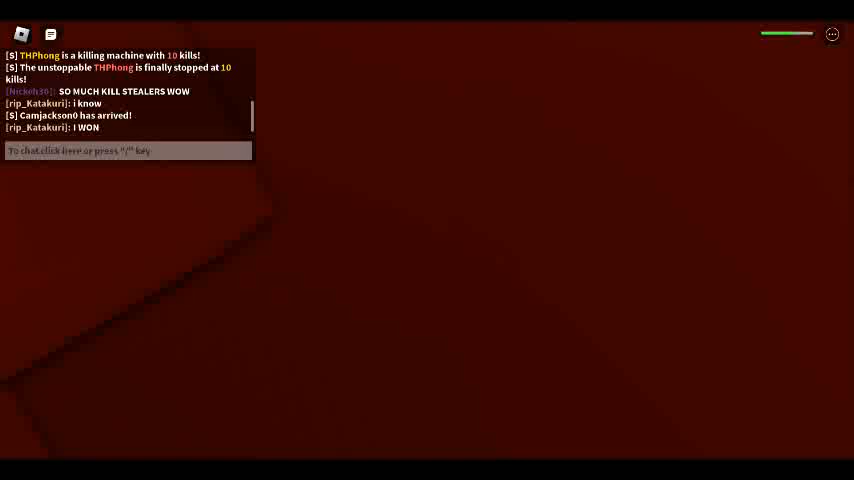 [S] THPhong is a killing machine with 10 kills!
[S] The unstoppable THPhong is finally stopped at 10
kills!
[Nickeh30]: SO MUCH KILL STEALERS WOW
[rip_Katakuri]: i know
[S] Camjackson0 has arrived!
[rip_Katakuri]: I WON
To chat click here or press "/" key